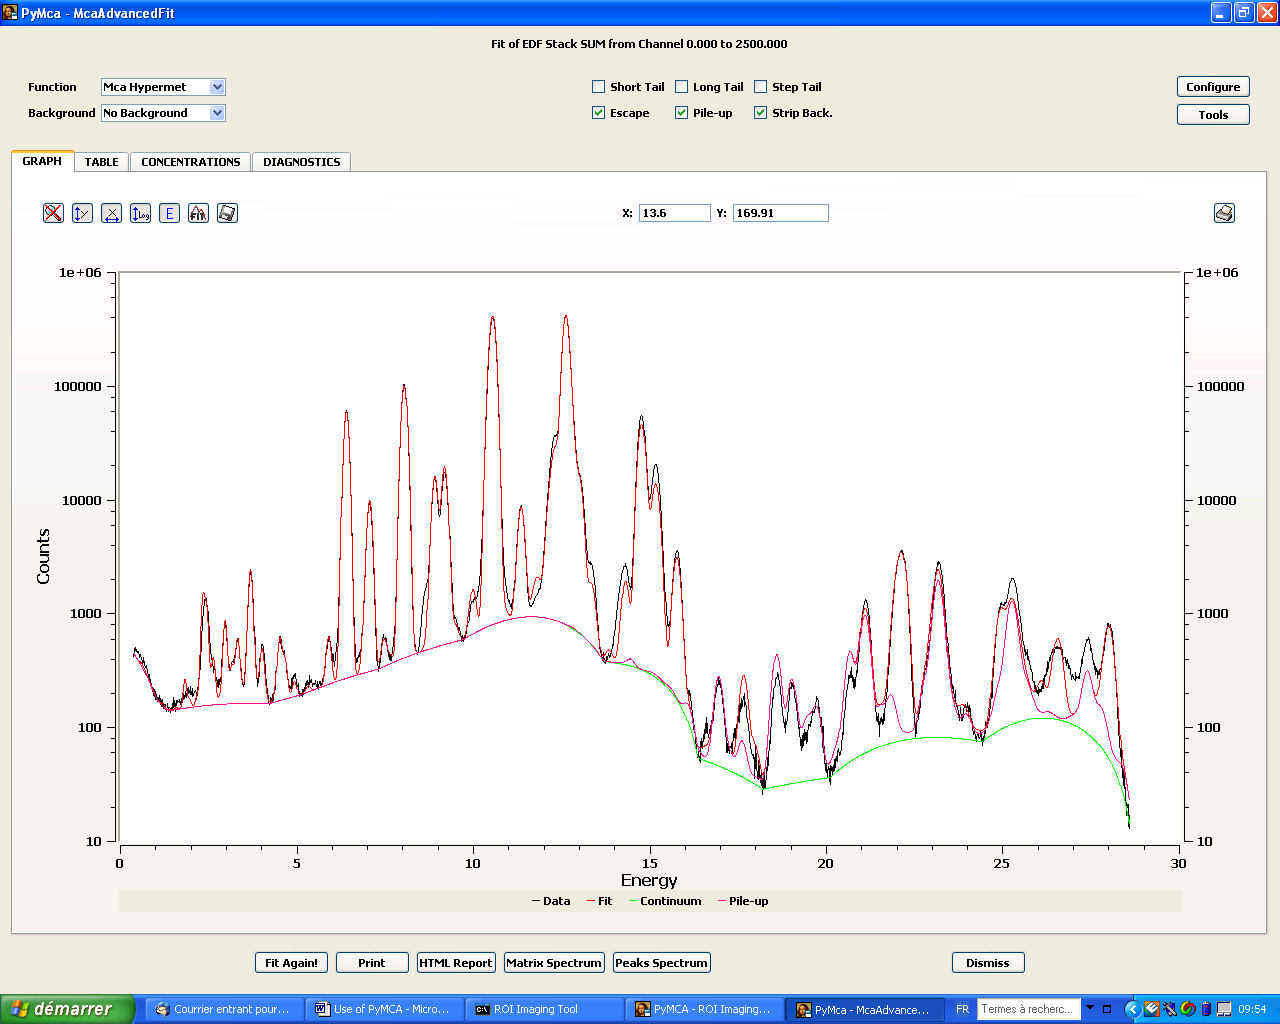 PyMca - McaAdvancedFit
Fit of EDF Stack SUM from Channel 0.000 to 2500.000
Function Mca Hypermet Short Tail Long Tail Step Tail Configure
Background No Background Escape Pile-up Strip Back. Tools
GRAPH TABLE CONCENTRATIONS DIAGNOSTICS
Log E FIT X: 13.6 Y: 169.91
1e+06 1e+06
100000 100000
10000 10000
Counts
1000 1000
100 100
10 10
0 5 10 15 20 25 30
Energy
Data Fit Continuum Pile-up
Fit Again! Print HTML Report Matrix Spectrum Peaks Spectrum Dismiss
démarrer Courrier entrant pour... Use of PyMCA - Micro... ROI Imaging Tool PyMCA - ROI Imaging... PyMca - McaAdvance... FR Termes à recherc... 09:54